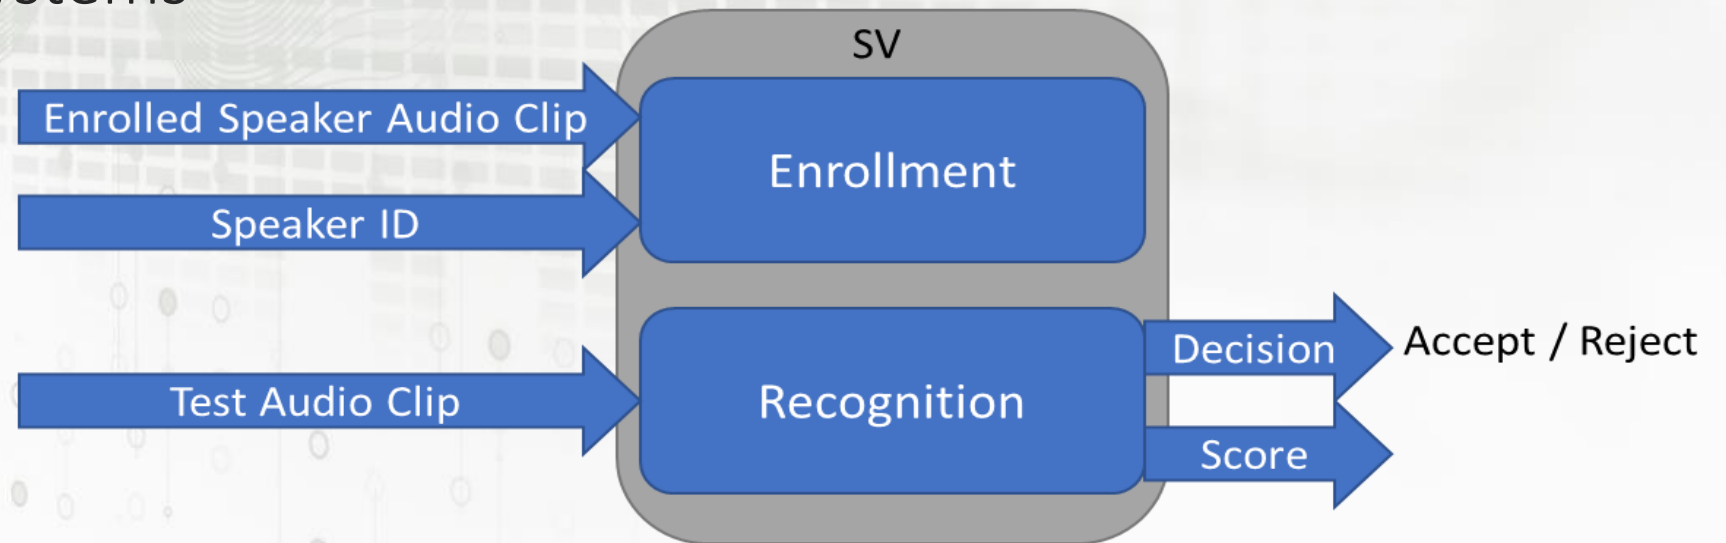 SV
Enrolled Speaker Audio Clip
Enrollment
Speaker ID
Decision
Accept / Reject
Test Audio Clip
Recognition
Score